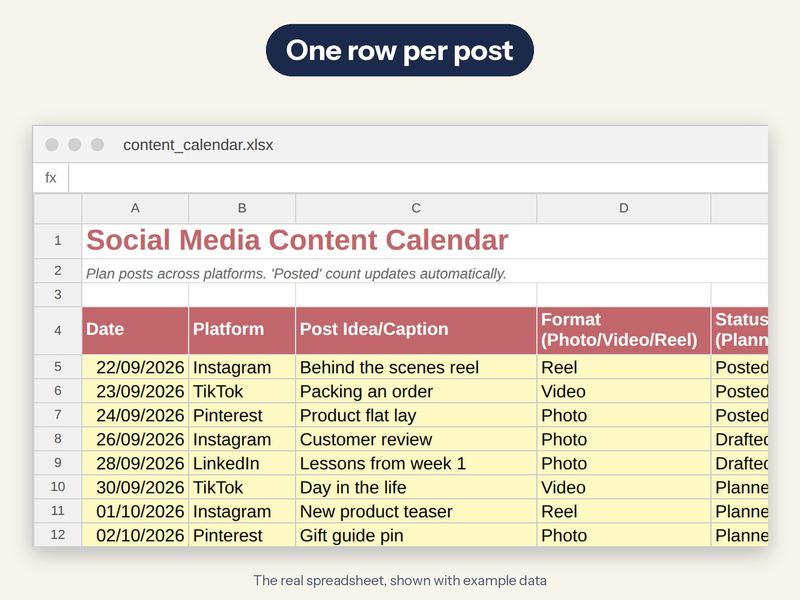 One row per post
content_calendar.xlsx
fx
A B C D
1 Social Media Content Calendar
2 Plan posts across platforms. 'Posted' count updates automatically.
3
4 Date Platform Post Idea/Caption Format (Photo/Video/Reel) Status
5 22/09/2026 Instagram Behind the scenes reel Reel Posted
6 23/09/2026 TikTok Packing an order Video Posted
7 24/09/2026 Pinterest Product flat lay Photo Posted
8 26/09/2026 Instagram Customer review Photo Drafted
9 28/09/2026 LinkedIn Lessons from week 1 Photo Drafted
10 30/09/2026 TikTok Day in the life Video Planne
11 01/10/2026 Instagram New product teaser Reel Planne
12 02/10/2026 Pinterest Gift guide pin Photo Planne
The real spreadsheet, shown with example data